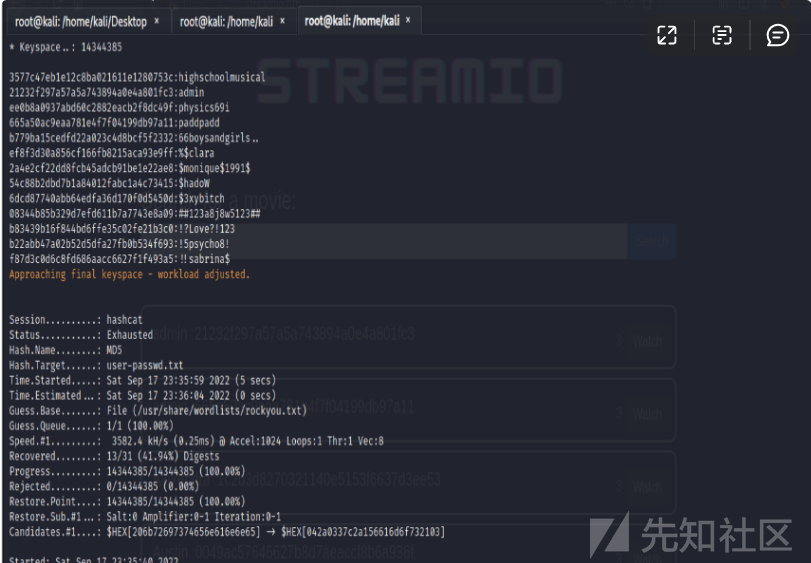 root@kali: /home/kali/Desktop × root@kali: /home/kali × root@kali: /home/kali ×
* Keyspace..: 14344385
STREAMIO
3577c47eb1e12c8ba021611e1280753c:highschoolmusical
21232f297a57a5a743894a0e4a801fc3:admin
ee0b8a0937abd60c2882eacb2f8dc49f:physics69i
665a50ac9eaa781e4f7f04199db97a11:paddpadd
b779ba15cedfd22a023c4d8bcf5f2332:66boysandgirls..
ef8f3d30a856cf166fb8215aca93e9ff:%$clara
2a4e2cf22dd8fcb45adcb91be1e22ae8:$monique$1991$
54c88b2dbd7b1a84012fabc1a4c73415:$hadoW
6dcd87740abb64edfa36d170f0d5450d:$3xybitch
08344b85b329d7efd611b7a7743e8a09:##123a8j8w5123##
b83439b16f844bd6ffe35c02fe21b3c0:!?Love?!123
b22abb47a02b52d5dfa27fb0b534f693:!5psycho8!
f87d3c0d6c8fd686aacc6627f1f493a5:!!sabrina$
a movie:
Search
Approaching final keyspace - workload adjusted.
Session..........: hashcat
Status...........: Exhausted
Hash.Name........: MD5
Hash.Target......: user-passwd.txt
Time.Started.....: Sat Sep 17 23:35:59 2022 (5 secs)
Time.Estimated...: Sat Sep 17 23:36:04 2022 (0 secs)
Guess.Base.......: File (/usr/share/wordlists/rockyou.txt)
Guess.Queue......: 1/1 (100.00%)
Speed.#1.........: 3582.4 kH/s (0.25ms) @ Accel:1024 Loops:1 Thr:1 Vec:8
Recovered........: 13/31 (41.94%) Digests
Progress.........: 14344385/14344385 (100.00%)
Rejected.........: 0/14344385 (0.00%)
Restore.Point....: 14344385/14344385 (100.00%)
Restore.Sub.#1...: Salt:0 Amplifier:0-1 Iteration:0-1
Candidates.#1....: $HEX[206b72697374656e616e6e65] → $HEX[042a0337c2a156616d6f732103]
先知社区
Started: Sat Sep 17 23:35:40 2022